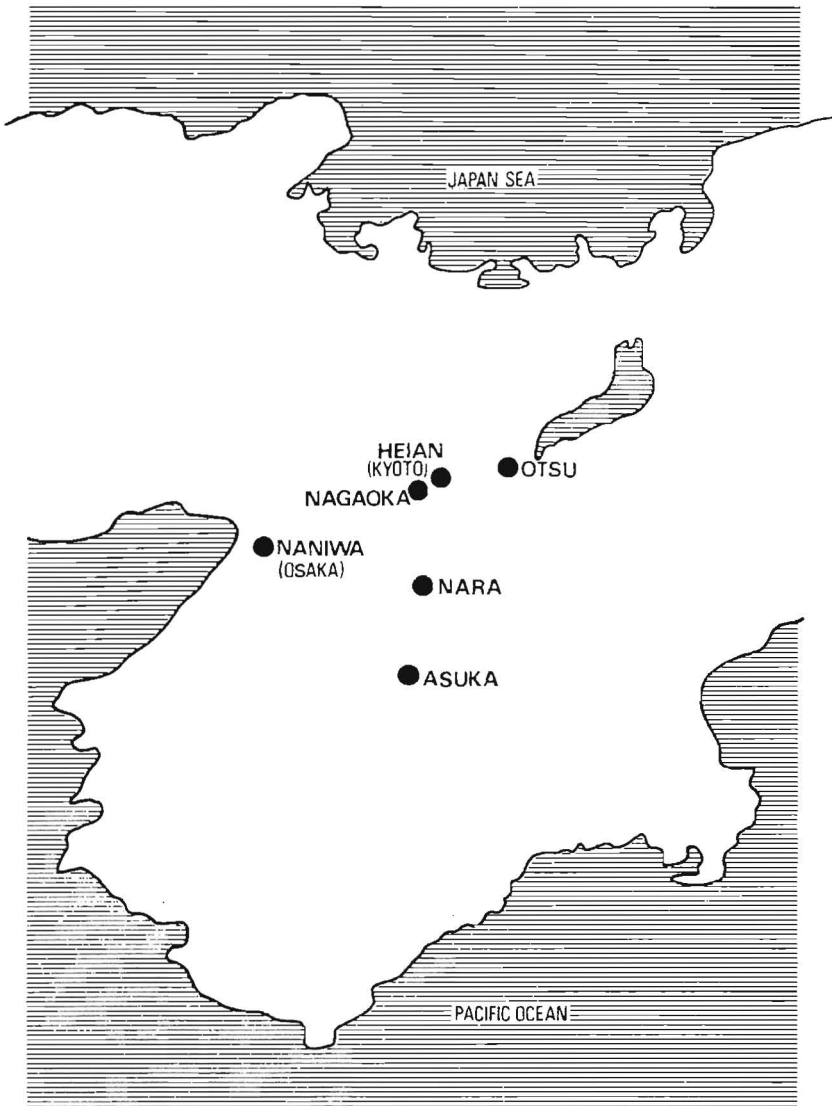 JAPAN SEA
HEIAN
(KYOTO)
OTSU
NAGAOKA
NANIWA
(OSAKA)
NARA
ASUKA
PACIFIC OCEAN